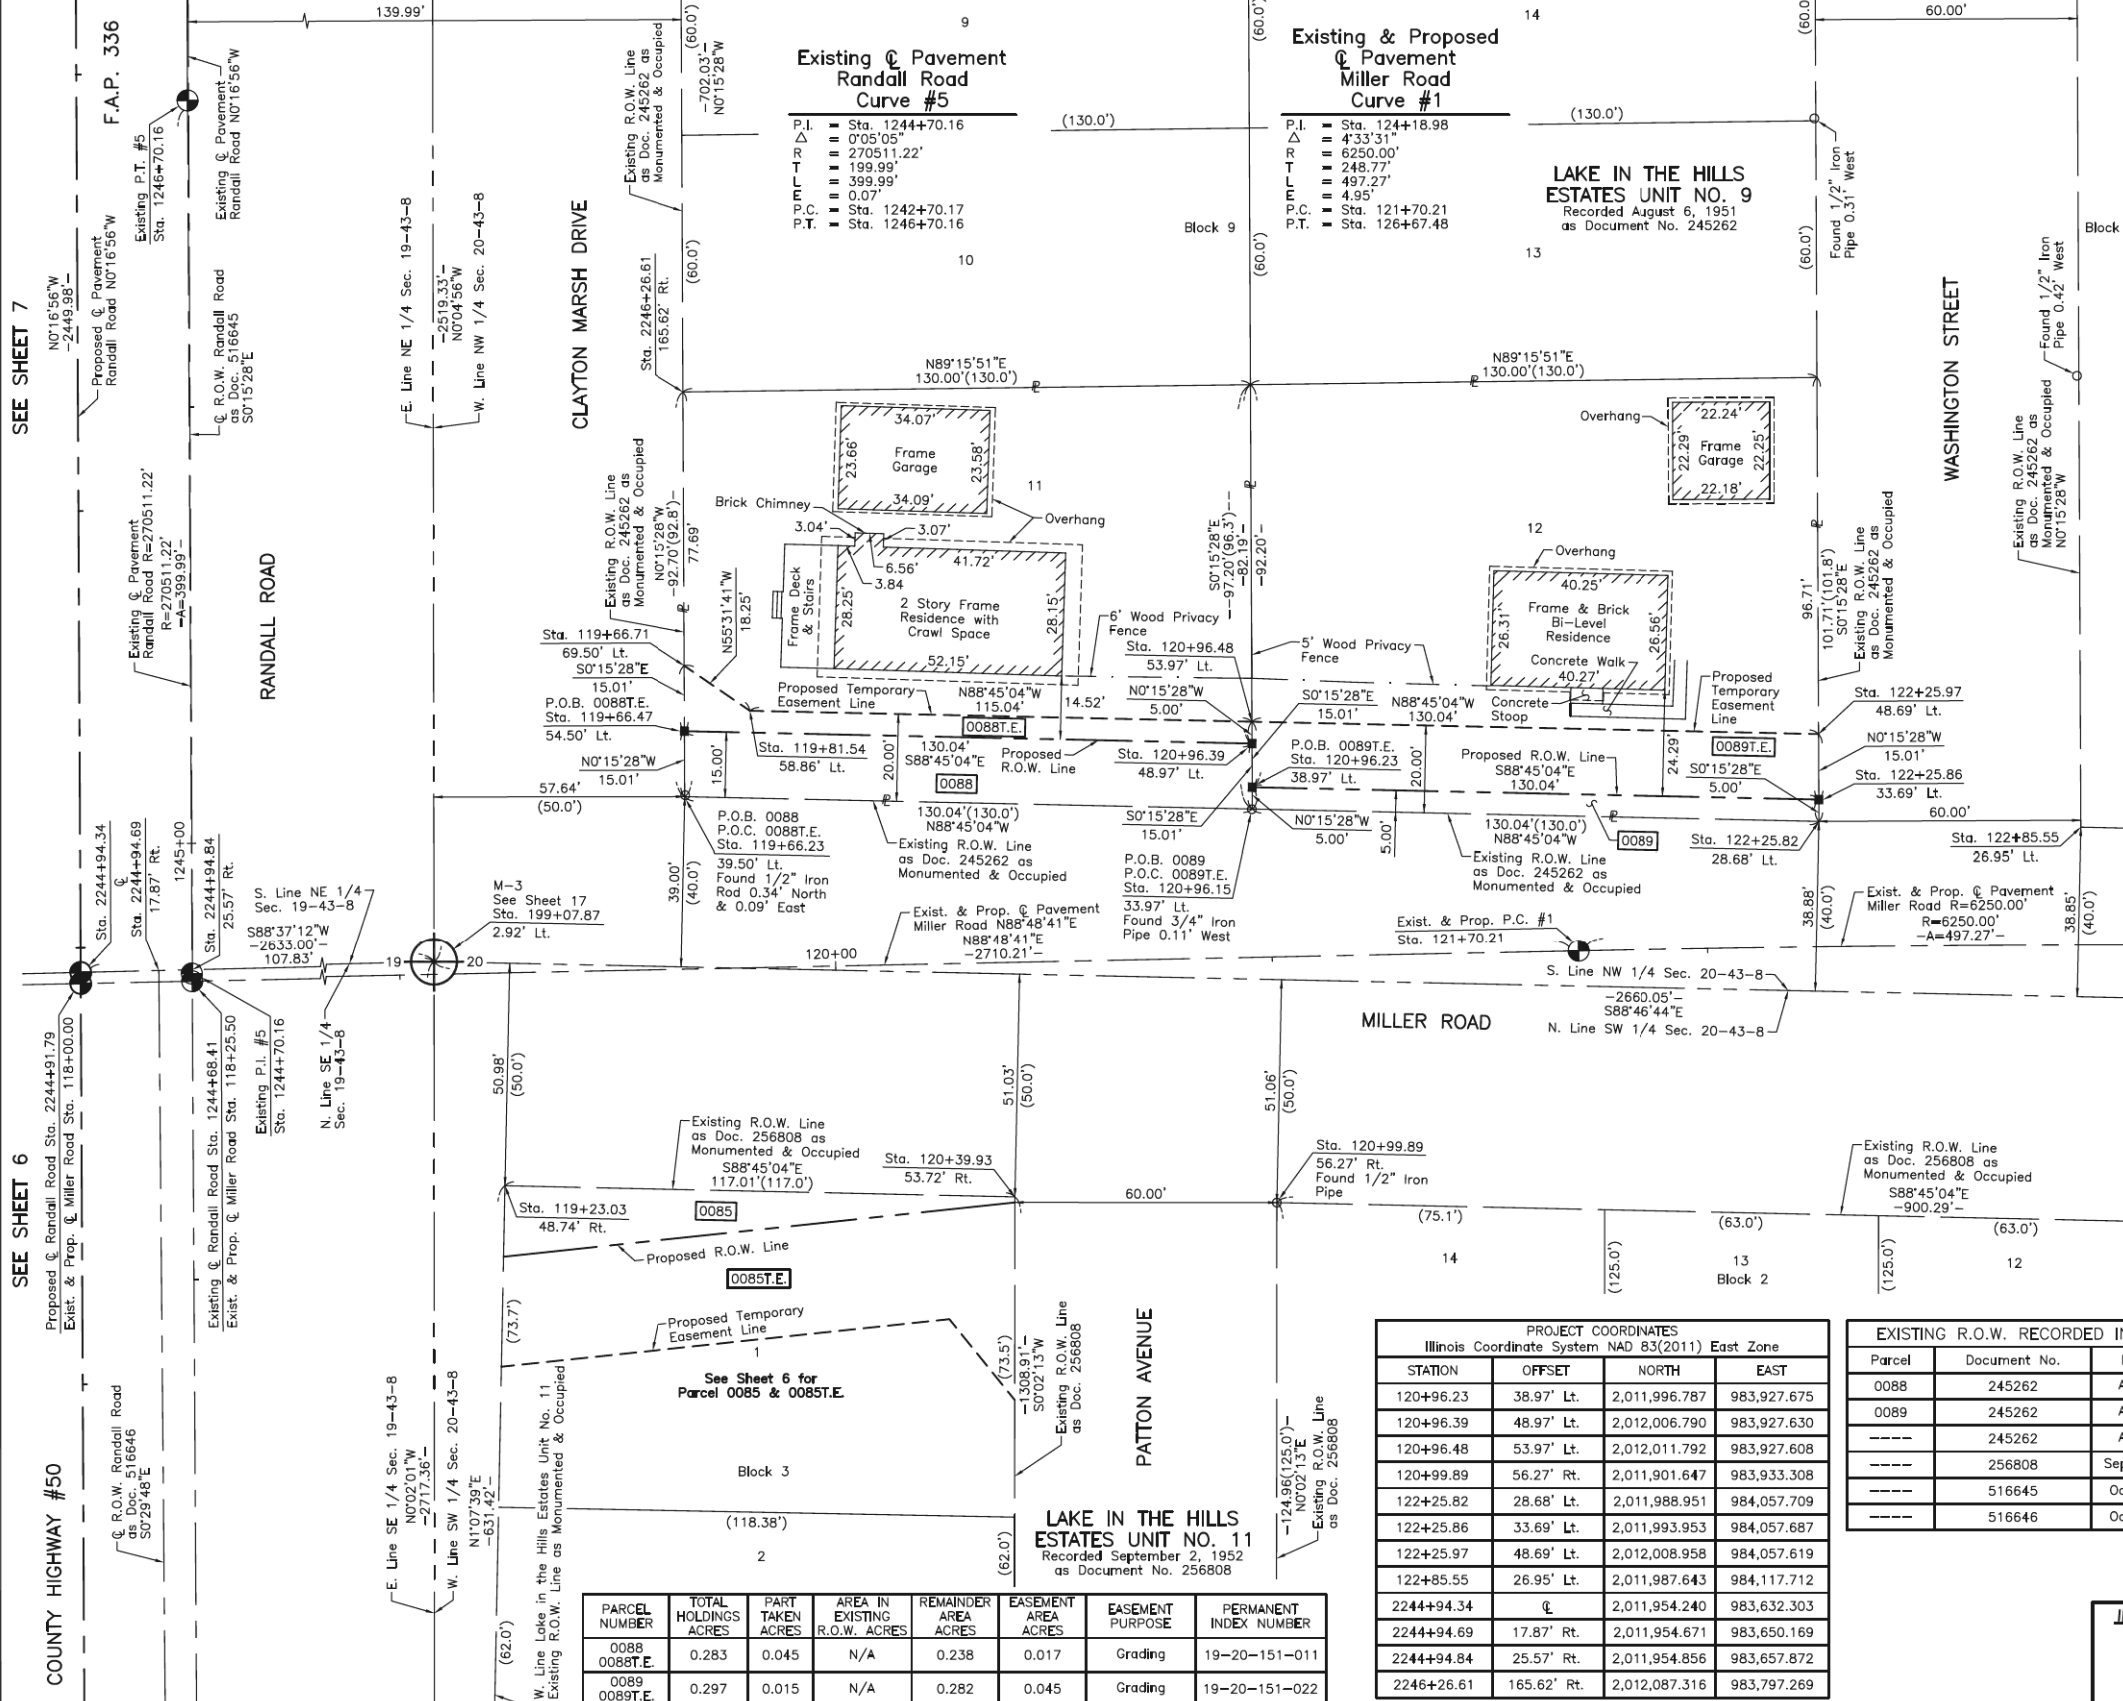 139.99'
F.A.P. 336
Existing ℄ Pavement
Randall Road N0°16'56"W
Existing P.T. #5
Sta. 1246+70.16
Proposed ℄ Pavement
Randall Road N0°16'56"W
N0°16'56"W
-2449.98'-
SEE SHEET 7
℄ R.O.W. Randall Road
as Doc. 516645
S0°15'28"E
E. Line NE 1/4 Sec. 19-43-8
-2519.33'-
N0°04'56"W
W. Line NW 1/4 Sec. 20-43-8
CLAYTON MARSH DRIVE
Existing R.O.W. Line
as Doc. 245262 as
Monumented & Occupied
(60.0')
-702.03'-
N0°15'28"W
9
Existing ℄ Pavement
Randall Road
Curve #5
P.I. = Sta. 1244+70.16
△ = 0°05'05"
R = 270511.22'
T = 199.99'
L = 399.99'
E = 0.07'
P.C. = Sta. 1242+70.17
P.T. = Sta. 1246+70.16
(130.0')
(60.0')
14
Existing & Proposed
℄ Pavement
Miller Road
Curve #1
P.I. = Sta. 124+18.98
△ = 4°33'31"
R = 6250.00'
T = 248.77'
L = 497.27'
E = 4.95'
P.C. = Sta. 121+70.21
P.T. = Sta. 126+67.48
(130.0')
(60.0')
60.00'
LAKE IN THE HILLS
ESTATES UNIT NO. 9
Recorded August 6, 1951
as Document No. 245262
Found 1/2" Iron
Pipe 0.31' West
Block 9
Block
10
13
(60.0')
(60.0')
(60.0')
Sta. 2246+26.61
165.62' Rt.
WASHINGTON STREET
Found 1/2" Iron
Pipe 0.42' West
N89°15'51"E
130.00'(130.0')
℄
N89°15'51"E
130.00'(130.0')
Existing R.O.W. Line
as Doc. 245262 as
Monumented & Occupied
N0°15'28"W
34.07'
23.66'
Frame
Garage
23.58'
34.09'
11
Overhang
Brick Chimney
3.04'
3.07'
6.56'
3.84
41.72'
Frame Deck
& Stairs
28.25'
2 Story Frame
Residence with
Crawl Space
28.15'
52.15'
Overhang
22.24'
22.29'
Frame
Garage
22.25'
22.18'
12
Overhang
40.25'
26.31'
Frame & Brick
Bi-Level
Residence
26.56'
Concrete Walk
40.27'
Concrete
Stoop
Existing R.O.W. Line
as Doc. 245262 as
Monumented & Occupied
N0°15'28"W
-92.70'(92.8')-
77.69'
N55°31'41"W
18.25'
S0°15'28"E
-97.20'(96.3')-
-82.19'-
-92.20'-
96.71'
101.71'(101.8')
S0°15'28"E
Existing R.O.W. Line
as Doc. 245262 as
Monumented & Occupied
Existing ℄ Pavement
Randall Road R=270511.22'
R=270511.22'
-A=399.99'-
RANDALL ROAD
Sta. 119+66.71
69.50' Lt.
S0°15'28"E
15.01'
P.O.B. 0088T.E.
Sta. 119+66.47
54.50' Lt.
N0°15'28"W
15.01'
57.64'
(50.0')
6' Wood Privacy
Fence
Sta. 120+96.48
53.97' Lt.
5' Wood Privacy
Fence
Proposed Temporary
Easement Line
N88°45'04"W
115.04'
14.52'
N0°15'28"W
5.00'
S0°15'28"E
15.01'
N88°45'04"W
130.04'
0088T.E.
Sta. 119+81.54
58.86' Lt.
15.00'
20.00'
130.04'
S88°45'04"E
Proposed
R.O.W. Line
Sta. 120+96.39
48.97' Lt.
0088
P.O.B. 0089T.E.
Sta. 120+96.23
38.97' Lt.
20.00'
Proposed R.O.W. Line
S88°45'04"E
130.04'
24.29'
Proposed
Temporary
Easement
Line
0089T.E.
S0°15'28"E
5.00'
Sta. 122+25.97
48.69' Lt.
N0°15'28"W
15.01'
Sta. 122+25.86
33.69' Lt.
60.00'
P.O.B. 0088
P.O.C. 0088T.E.
Sta. 119+66.23
39.50' Lt.
Found 1/2" Iron
Rod 0.34' North
& 0.09' East
130.04'(130.0')
N88°45'04"W
Existing R.O.W. Line
as Doc. 245262 as
Monumented & Occupied
S0°15'28"E
15.01'
P.O.B. 0089
P.O.C. 0089T.E.
Sta. 120+96.15
33.97' Lt.
Found 3/4" Iron
Pipe 0.11' West
N0°15'28"W
5.00'
5.00'
130.04'(130.0')
N88°45'04"W
Existing R.O.W. Line
as Doc. 245262 as
Monumented & Occupied
0089
Sta. 122+25.82
28.68' Lt.
Sta. 122+85.55
26.95' Lt.
39.00'
(40.0')
38.88'
(40.0')
38.85'
(40.0')
Sta. 2244+94.34
℄
Sta. 2244+94.69
17.87' Rt.
1245+00
Sta. 2244+94.84
25.57' Rt.
S. Line NE 1/4
Sec. 19-43-8
S88°37'12"W
-2633.00'-
107.83'
M-3
See Sheet 17
Sta. 199+07.87
2.92' Lt.
19
20
Exist. & Prop. ℄ Pavement
Miller Road N88°48'41"E
N88°48'41"E
-2710.21'-
120+00
Exist. & Prop. P.C. #1
Sta. 121+70.21
Exist. & Prop. ℄ Pavement
Miller Road R=6250.00'
R=6250.00'
-A=497.27'-
S. Line NW 1/4 Sec. 20-43-8
-2660.05'-
S88°46'44"E
N. Line SW 1/4 Sec. 20-43-8
MILLER ROAD
SEE SHEET 6
Proposed ℄ Randall Road Sta. 2244+91.79
Exist. & Prop. ℄ Miller Road Sta. 118+00.00
Existing ℄ Randall Road Sta. 1244+68.41
Exist. & Prop. ℄ Miller Road Sta. 118+25.50
Existing P.I. #5
Sta. 1244+70.16
N. Line SE 1/4
Sec. 19-43-8
50.98'
(50.0')
51.03'
(50.0')
51.06'
(50.0')
Existing R.O.W. Line
as Doc. 256808 as
Monumented & Occupied
S88°45'04"E
117.01'(117.0')
Sta. 120+39.93
53.72' Rt.
Sta. 120+99.89
56.27' Rt.
Found 1/2" Iron
Pipe
60.00'
Existing R.O.W. Line
as Doc. 256808 as
Monumented & Occupied
S88°45'04"E
-900.29'-
Sta. 119+23.03
48.74' Rt.
0085
Proposed R.O.W. Line
0085T.E.
(75.1')
(63.0')
(63.0')
14
13
Block 2
12
(125.0')
(125.0')
(73.7')
Proposed Temporary
Easement Line
1
See Sheet 6 for
Parcel 0085 & 0085T.E.
(73.5')
-1308.91'-
S0°02'13"W
Existing R.O.W. Line
as Doc. 256808
PATTON AVENUE
-124.96(125.0')-
N0°02'13"E
Existing R.O.W. Line
as Doc. 256808
Block 3
(118.38')
2
(62.0')
(62.0')
LAKE IN THE HILLS
ESTATES UNIT NO. 11
Recorded September 2, 1952
as Document No. 256808
COUNTY HIGHWAY #50
℄ R.O.W. Randall Road
as Doc. 516646
S0°29'48"E
E. Line SE 1/4 Sec. 19-43-8
N0°02'01"W
-2717.36'-
W. Line SW 1/4 Sec. 20-43-8
N1°07'39"E
-631.42'-
W. Line Lake in the Hills Estates Unit No. 11
Existing R.O.W. Line as Monumented & Occupied
PROJECT COORDINATES
Illinois Coordinate System NAD 83(2011) East Zone
STATION OFFSET NORTH EAST
120+96.23 38.97' Lt. 2,011,996.787 983,927.675
120+96.39 48.97' Lt. 2,012,006.790 983,927.630
120+96.48 53.97' Lt. 2,012,011.792 983,927.608
120+99.89 56.27' Rt. 2,011,901.647 983,933.308
122+25.82 28.68' Lt. 2,011,988.951 984,057.709
122+25.86 33.69' Lt. 2,011,993.953 984,057.687
122+25.97 48.69' Lt. 2,012,008.958 984,057.619
122+85.55 26.95' Lt. 2,011,987.643 984,117.712
2244+94.34 ℄ 2,011,954.240 983,632.303
2244+94.69 17.87' Rt. 2,011,954.671 983,650.169
2244+94.84 25.57' Rt. 2,011,954.856 983,657.872
2246+26.61 165.62' Rt. 2,012,087.316 983,797.269
EXISTING R.O.W. RECORDED
Parcel Document No.
0088 245262
0089 245262
---- 245262
---- 256808
---- 516645
---- 516646
PARCEL NUMBER TOTAL HOLDINGS ACRES PART TAKEN ACRES AREA IN EXISTING R.O.W. ACRES REMAINDER AREA ACRES EASEMENT AREA ACRES EASEMENT PURPOSE PERMANENT INDEX NUMBER
0088 0088T.E. 0.283 0.045 N/A 0.238 0.017 Grading 19-20-151-011
0089 0089T.E. 0.297 0.015 N/A 0.282 0.045 Grading 19-20-151-022